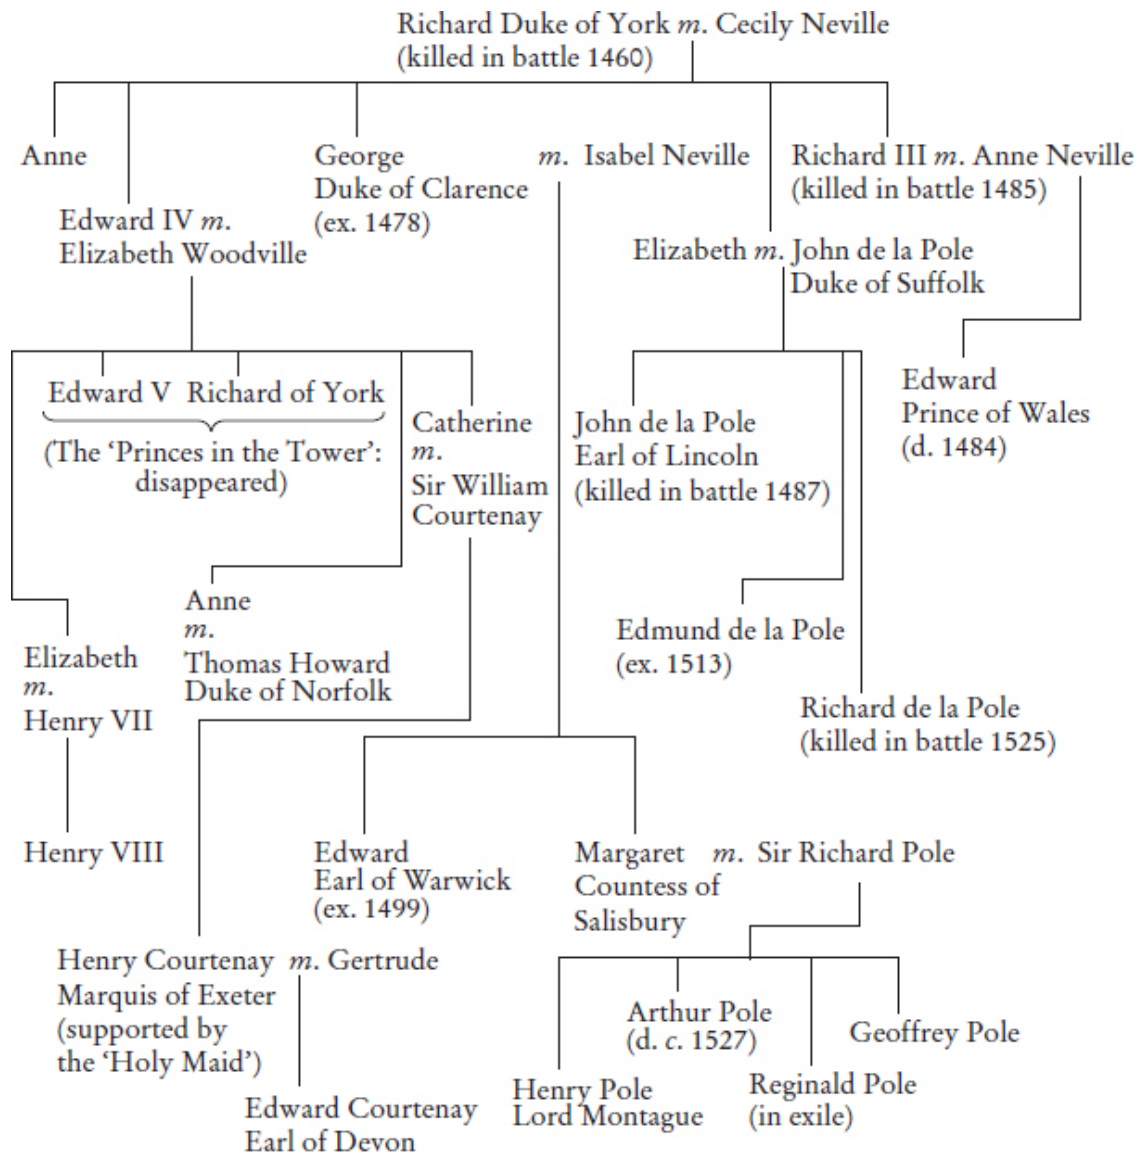 Richard Duke of York m. Cecily Neville
(killed in battle 1460)
Anne
George
Duke of Clarence
(ex. 1478)
m. Isabel Neville
Richard III m. Anne Neville
(killed in battle 1485)
Edward IV m.
Elizabeth Woodville
Elizabeth m. John de la Pole
Duke of Suffolk
Edward V Richard of York
(The ‘Princes in the Tower’:
disappeared)
Catherine
m.
Sir William
Courtenay
John de la Pole
Earl of Lincoln
(killed in battle 1487)
Edward
Prince of Wales
(d. 1484)
Anne
m.
Thomas Howard
Duke of Norfolk
Edmund de la Pole
(ex. 1513)
Elizabeth
m.
Henry VII
Richard de la Pole
(killed in battle 1525)
Henry VIII
Edward
Earl of Warwick
(ex. 1499)
Margaret m. Sir Richard Pole
Countess of
Salisbury
Henry Courtenay m. Gertrude
Marquis of Exeter
(supported by
the ‘Holy Maid’)
Arthur Pole
(d. c. 1527)
Geoffrey Pole
Henry Pole
Lord Montague
Reginald Pole
(in exile)
Edward Courtenay
Earl of Devon